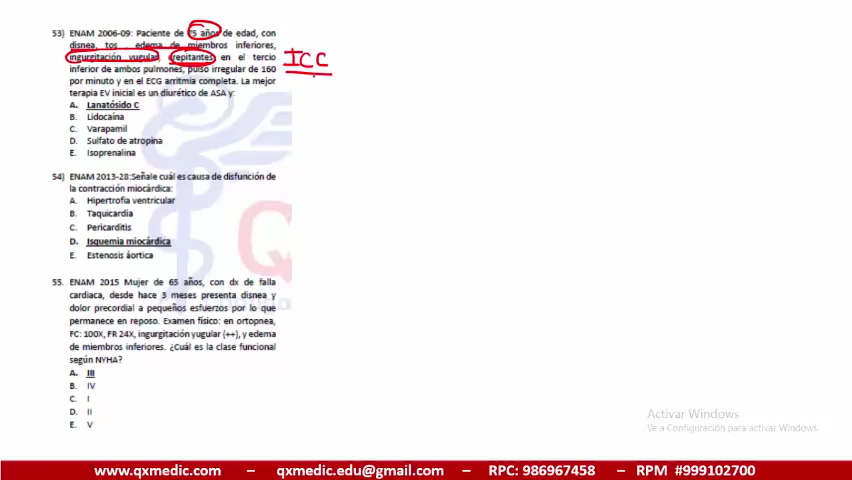 53) ENAM 2006-09: Paciente de 75 años de edad, con
disnea, tos edema de miembros inferiores,
ingurgitación yugular, crepitantes en el tercio
inferior de ambos pulmones, pulso irregular de 160
por minuto y en el ECG arritmia completa. La mejor
terapia EV inicial es un diurético de ASA y:
A. Lanatósido C
B. Lidocaína
C. Varapamil
D. Sulfato de atropina
E. Isoprenalina
ICC
54) ENAM 2013-28:Señale cuál es causa de disfunción de
la contracción miocárdica:
A. Hipertrofia ventricular
B. Taquicardia
C. Pericarditis
D. Isquemia miocárdica
E. Estenosis áortica
55. ENAM 2015 Mujer de 65 años, con dx de falla
cardiaca, desde hace 3 meses presenta disnea y
dolor precordial a pequeños esfuerzos por lo que
permanece en reposo. Examen físico: en ortopnea,
FC: 100X, FR 24X, ingurgitación yugular (++), y edema
de miembros inferiores. ¿Cuál es la clase funcional
según NYHA?
A. III
B. IV
C. I
D. II
E. V
Activar Windows
Ve a Configuración para activar Windows.
www.qxmedic.com – qxmedic.edu@gmail.com – RPC: 986967458 – RPM #999102700